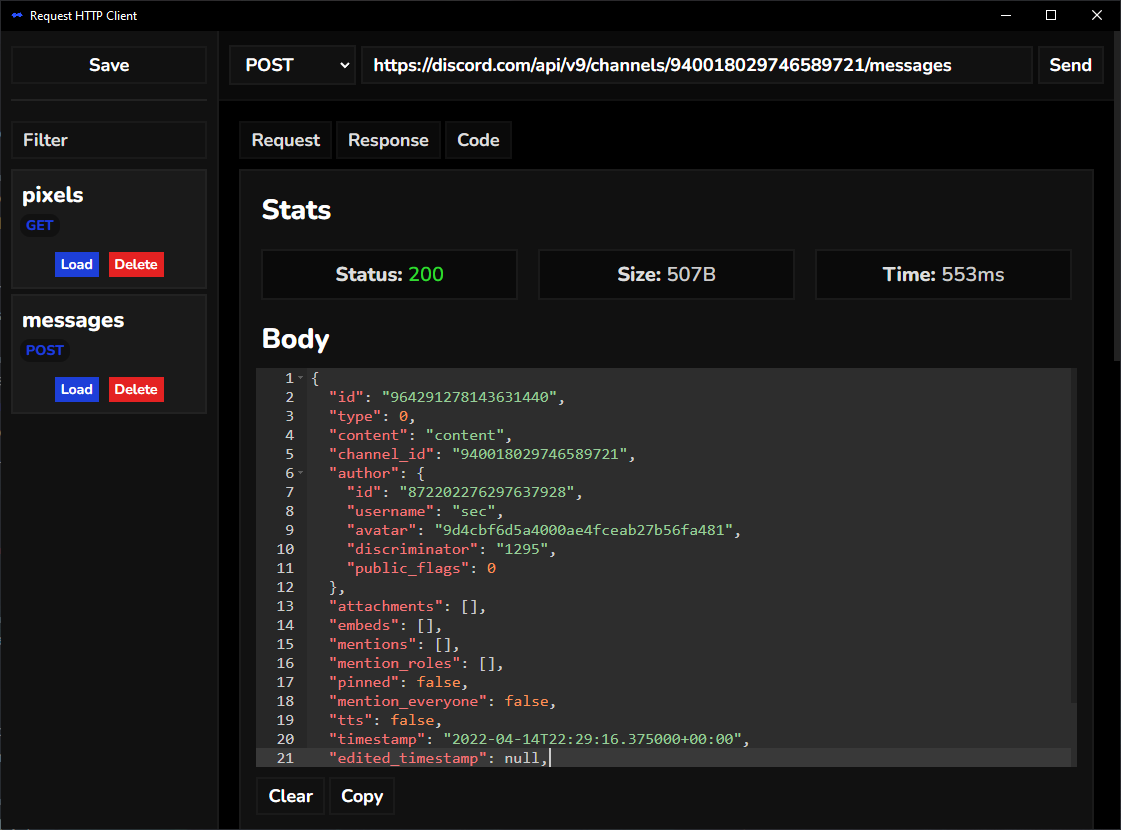 Request HTTP Client
Save
POST
https://discord.com/api/v9/channels/940018029746589721/messages
Send
Filter
pixels
GET
Load Delete
messages
POST
Load Delete
Request Response Code
Stats
Status: 200 Size: 507B Time: 553ms
Body
1 {
2 "id": "964291278143631440",
3 "type": 0,
4 "content": "content",
5 "channel_id": "940018029746589721",
6 "author": {
7 "id": "872202276297637928",
8 "username": "sec",
9 "avatar": "9d4cbf6d5a4000ae4fceab27b56fa481",
10 "discriminator": "1295",
11 "public_flags": 0
12 },
13 "attachments": [],
14 "embeds": [],
15 "mentions": [],
16 "mention_roles": [],
17 "pinned": false,
18 "mention_everyone": false,
19 "tts": false,
20 "timestamp": "2022-04-14T22:29:16.375000+00:00",
21 "edited_timestamp": null,
Clear Copy